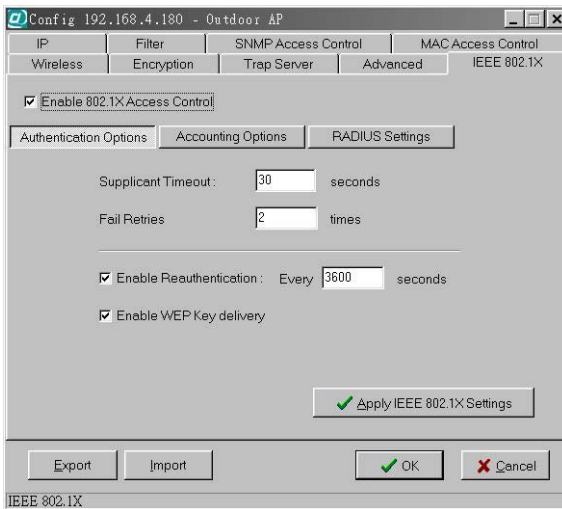 Config 192.168.4.180 - Outdoor AP
IP Filter SNMP Access Control MAC Access Control
Wireless Encryption Trap Server Advanced IEEE 802.1X
Enable 802.1X Access Control
Authentication Options Accounting Options RADIUS Settings
Supplicant Timeout : 30 seconds
Fail Retries 2 times
Enable Reauthentication : Every 3600 seconds
Enable WEP Key delivery
Apply IEEE 802.1X Settings
Export Import OK Cancel
IEEE 802.1X